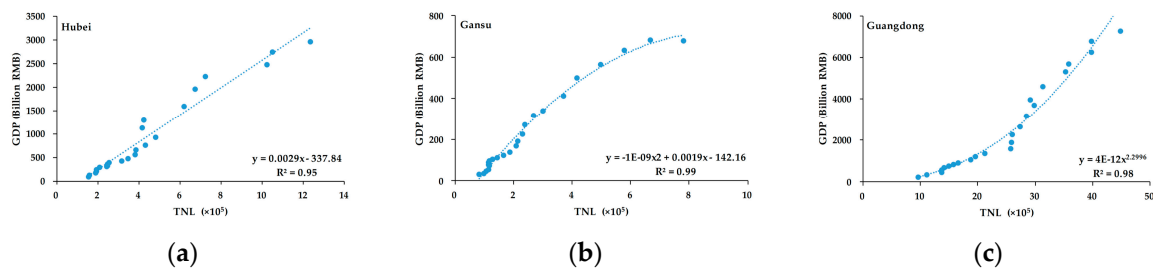 Hubei
GDP (Billion RMB)
3500
3000
2500
2000
1500
1000
500
0
y = 0.0029x - 337.84
R² = 0.95
0 2 4 6 8 10 12 14
TNL (×10⁵)
(a)
Gansu
GDP (Billion RMB)
800
600
400
200
0
y = -1E-09x2 + 0.0019x - 142.16
R² = 0.99
0 2 4 6 8 10
TNL (×10⁵)
(b)
Guangdong
GDP (Billion RMB)
8000
6000
4000
2000
0
y = 4E-12x²·²⁹⁹⁶
R² = 0.98
0 10 20 30 40 50
TNL (×10⁵)
(c)